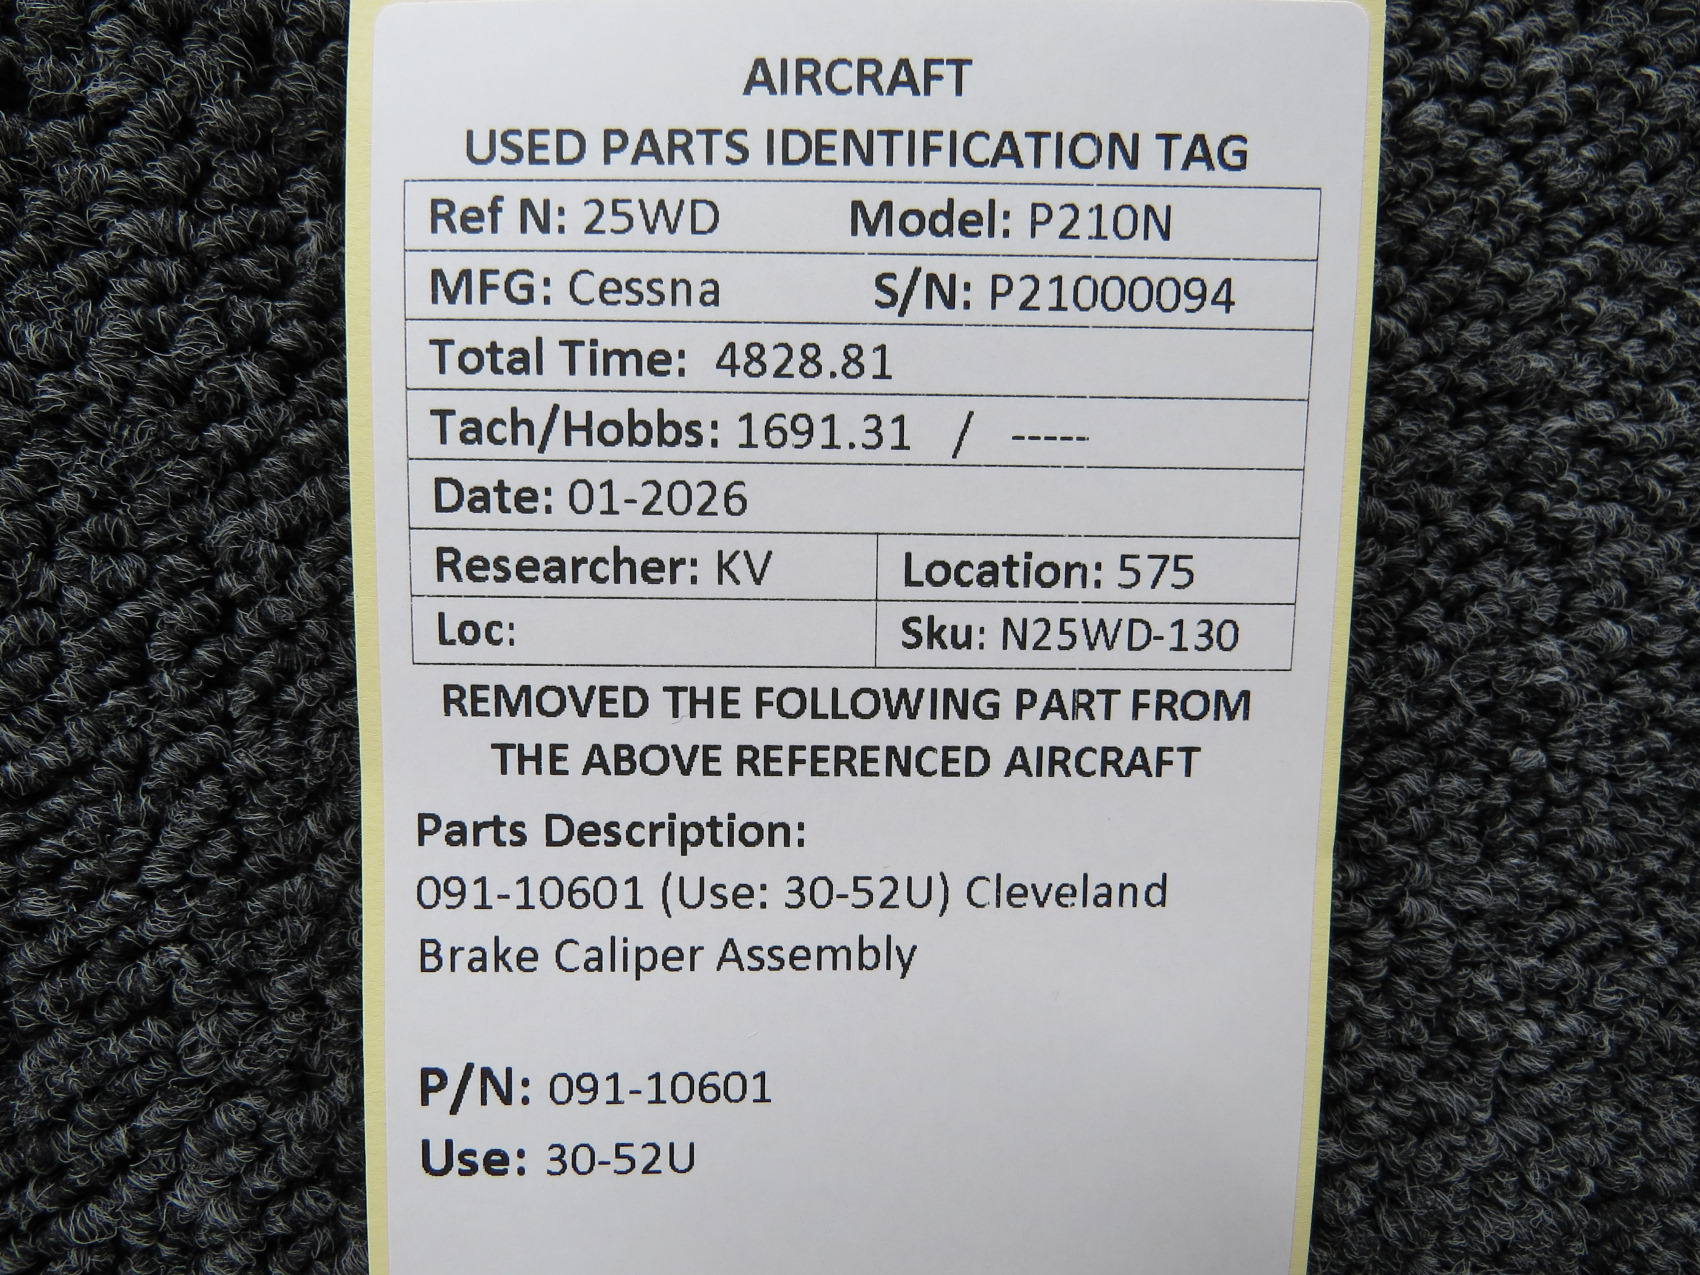 AIRCRAFT
USED PARTS IDENTIFICATION TAG
Ref N: 25WD Model: P210N
MFG: Cessna S/N: P21000094
Total Time: 4828.81
Tach/Hobbs: 1691.31 / -----
Date: 01-2026
Researcher: KV Location: 575
Loc: Sku: N25WD-130
REMOVED THE FOLLOWING PART FROM
THE ABOVE REFERENCED AIRCRAFT
Parts Description:
091-10601 (Use: 30-52U) Cleveland
Brake Caliper Assembly
P/N: 091-10601
Use: 30-52U